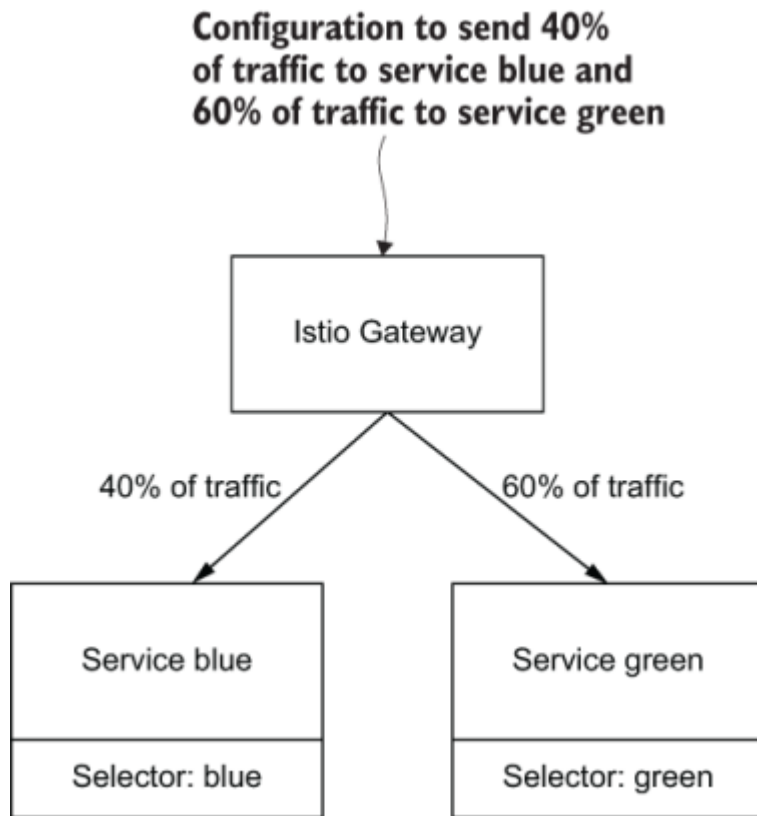 Configuration to send 40%
of traffic to service blue and
60% of traffic to service green
Istio Gateway
40% of traffic
60% of traffic
Service blue
Service green
Selector: blue
Selector: green